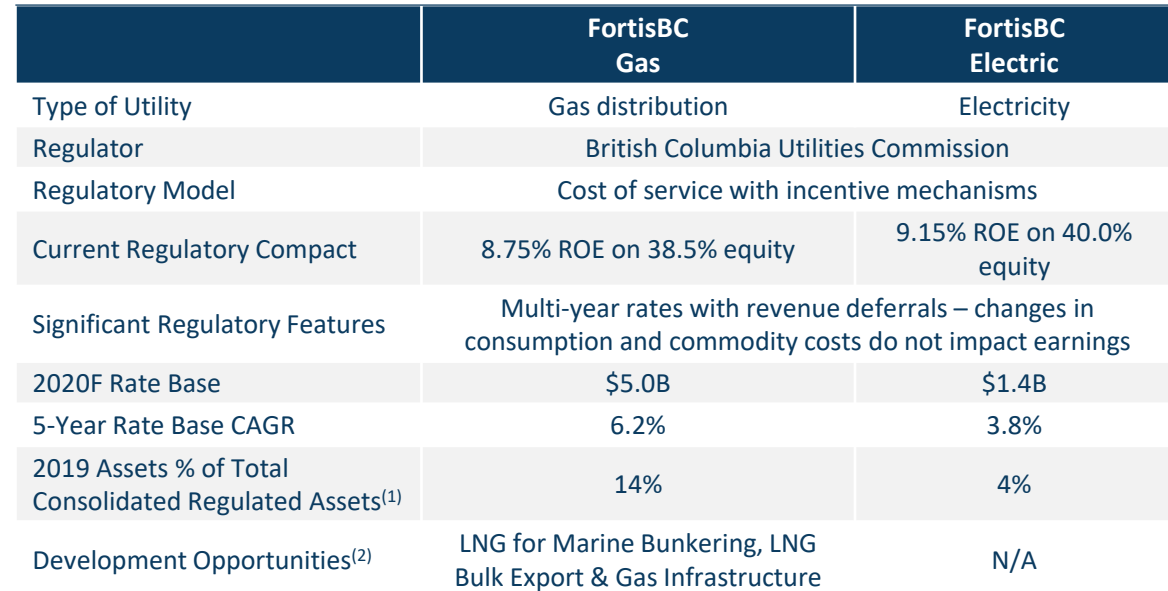 FortisBC
Gas
FortisBC
Electric
Type of Utility
Gas distribution
Electricity
Regulator
British Columbia Utilities Commission
Regulatory Model
Cost of service with incentive mechanisms
Current Regulatory Compact
8.75% ROE on 38.5% equity
9.15% ROE on 40.0%
equity
Significant Regulatory Features
Multi-year rates with revenue deferrals – changes in
consumption and commodity costs do not impact earnings
2020F Rate Base
$5.0B
$1.4B
5-Year Rate Base CAGR
6.2%
3.8%
2019 Assets % of Total
Consolidated Regulated Assets(1)
14%
4%
Development Opportunities(2)
LNG for Marine Bunkering, LNG
Bulk Export & Gas Infrastructure
N/A